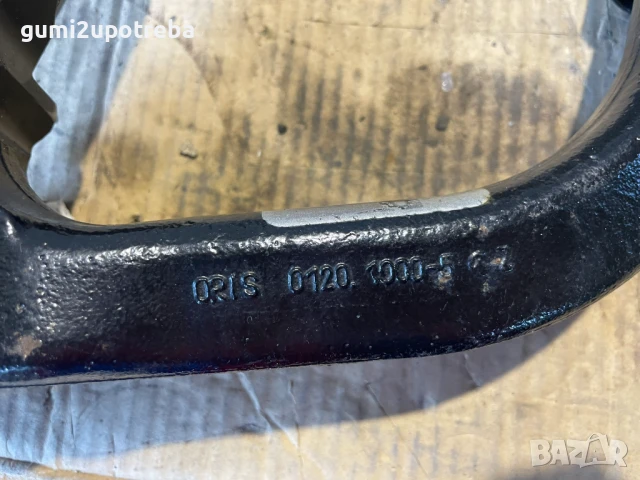 gumi2upotreba
ORIS 0120. 1000-5
BAZAR